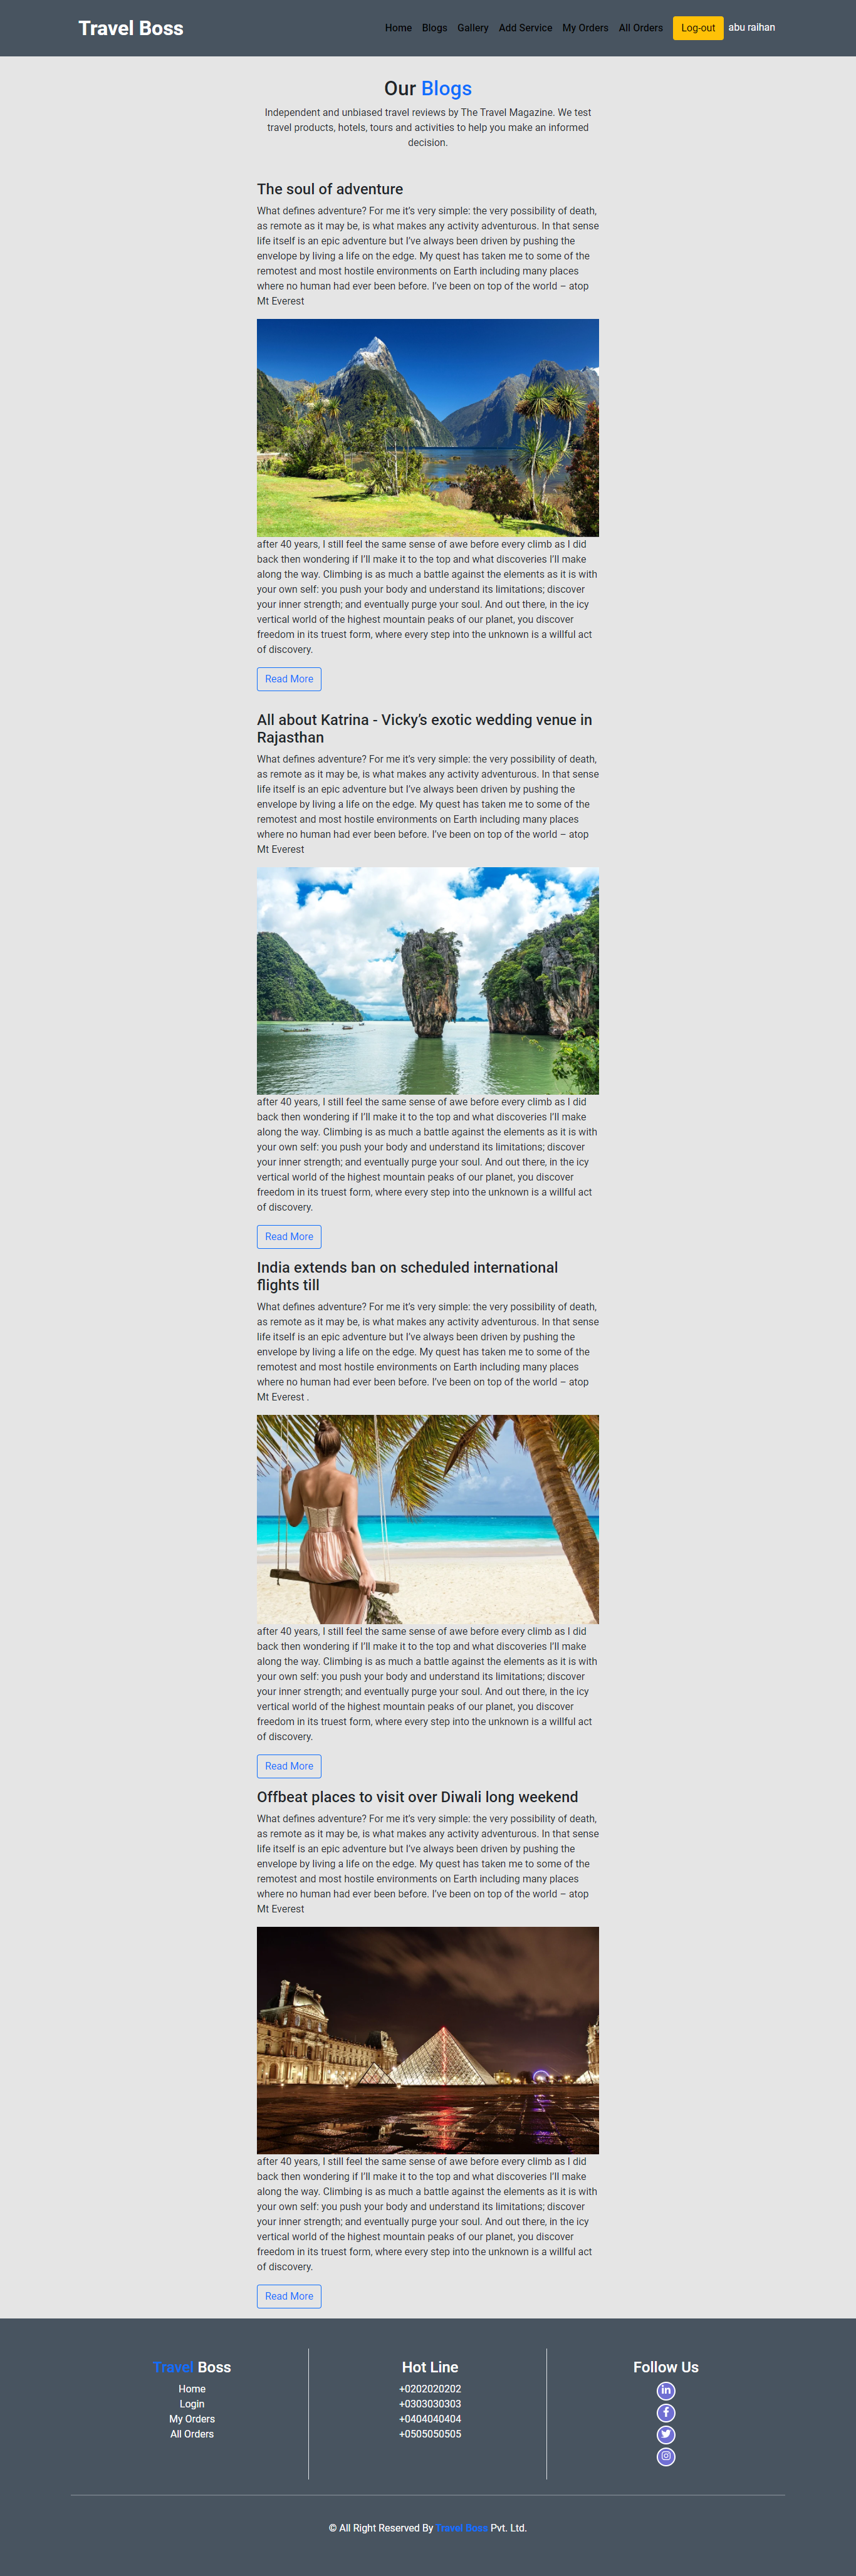 Travel Boss
Home Blogs Gallery Add Service My Orders All Orders Log-out abu raihan
Our Blogs
Independent and unbiased travel reviews by The Travel Magazine. We test
travel products, hotels, tours and activities to help you make an informed
decision.
The soul of adventure
What defines adventure? For me it’s very simple: the very possibility of death,
as remote as it may be, is what makes any activity adventurous. In that sense
life itself is an epic adventure but I’ve always been driven by pushing the
envelope by living a life on the edge. My quest has taken me to some of the
remotest and most hostile environments on Earth including many places
where no human had ever been before. I’ve been on top of the world – atop
Mt Everest
after 40 years, I still feel the same sense of awe before every climb as I did
back then wondering if I’ll make it to the top and what discoveries I’ll make
along the way. Climbing is as much a battle against the elements as it is with
your own self: you push your body and understand its limitations; discover
your inner strength; and eventually purge your soul. And out there, in the icy
vertical world of the highest mountain peaks of our planet, you discover
freedom in its truest form, where every step into the unknown is a willful act
of discovery.
Read More
All about Katrina - Vicky’s exotic wedding venue in
Rajasthan
What defines adventure? For me it’s very simple: the very possibility of death,
as remote as it may be, is what makes any activity adventurous. In that sense
life itself is an epic adventure but I’ve always been driven by pushing the
envelope by living a life on the edge. My quest has taken me to some of the
remotest and most hostile environments on Earth including many places
where no human had ever been before. I’ve been on top of the world – atop
Mt Everest
after 40 years, I still feel the same sense of awe before every climb as I did
back then wondering if I’ll make it to the top and what discoveries I’ll make
along the way. Climbing is as much a battle against the elements as it is with
your own self: you push your body and understand its limitations; discover
your inner strength; and eventually purge your soul. And out there, in the icy
vertical world of the highest mountain peaks of our planet, you discover
freedom in its truest form, where every step into the unknown is a willful act
of discovery.
Read More
India extends ban on scheduled international
flights till
What defines adventure? For me it’s very simple: the very possibility of death,
as remote as it may be, is what makes any activity adventurous. In that sense
life itself is an epic adventure but I’ve always been driven by pushing the
envelope by living a life on the edge. My quest has taken me to some of the
remotest and most hostile environments on Earth including many places
where no human had ever been before. I’ve been on top of the world – atop
Mt Everest .
after 40 years, I still feel the same sense of awe before every climb as I did
back then wondering if I’ll make it to the top and what discoveries I’ll make
along the way. Climbing is as much a battle against the elements as it is with
your own self: you push your body and understand its limitations; discover
your inner strength; and eventually purge your soul. And out there, in the icy
vertical world of the highest mountain peaks of our planet, you discover
freedom in its truest form, where every step into the unknown is a willful act
of discovery.
Read More
Offbeat places to visit over Diwali long weekend
What defines adventure? For me it’s very simple: the very possibility of death,
as remote as it may be, is what makes any activity adventurous. In that sense
life itself is an epic adventure but I’ve always been driven by pushing the
envelope by living a life on the edge. My quest has taken me to some of the
remotest and most hostile environments on Earth including many places
where no human had ever been before. I’ve been on top of the world – atop
Mt Everest
after 40 years, I still feel the same sense of awe before every climb as I did
back then wondering if I’ll make it to the top and what discoveries I’ll make
along the way. Climbing is as much a battle against the elements as it is with
your own self: you push your body and understand its limitations; discover
your inner strength; and eventually purge your soul. And out there, in the icy
vertical world of the highest mountain peaks of our planet, you discover
freedom in its truest form, where every step into the unknown is a willful act
of discovery.
Read More
Travel Boss
Home
Login
My Orders
All Orders
Hot Line
+0202020202
+0303030303
+0404040404
+0505050505
Follow Us
© All Right Reserved By Travel Boss Pvt. Ltd.